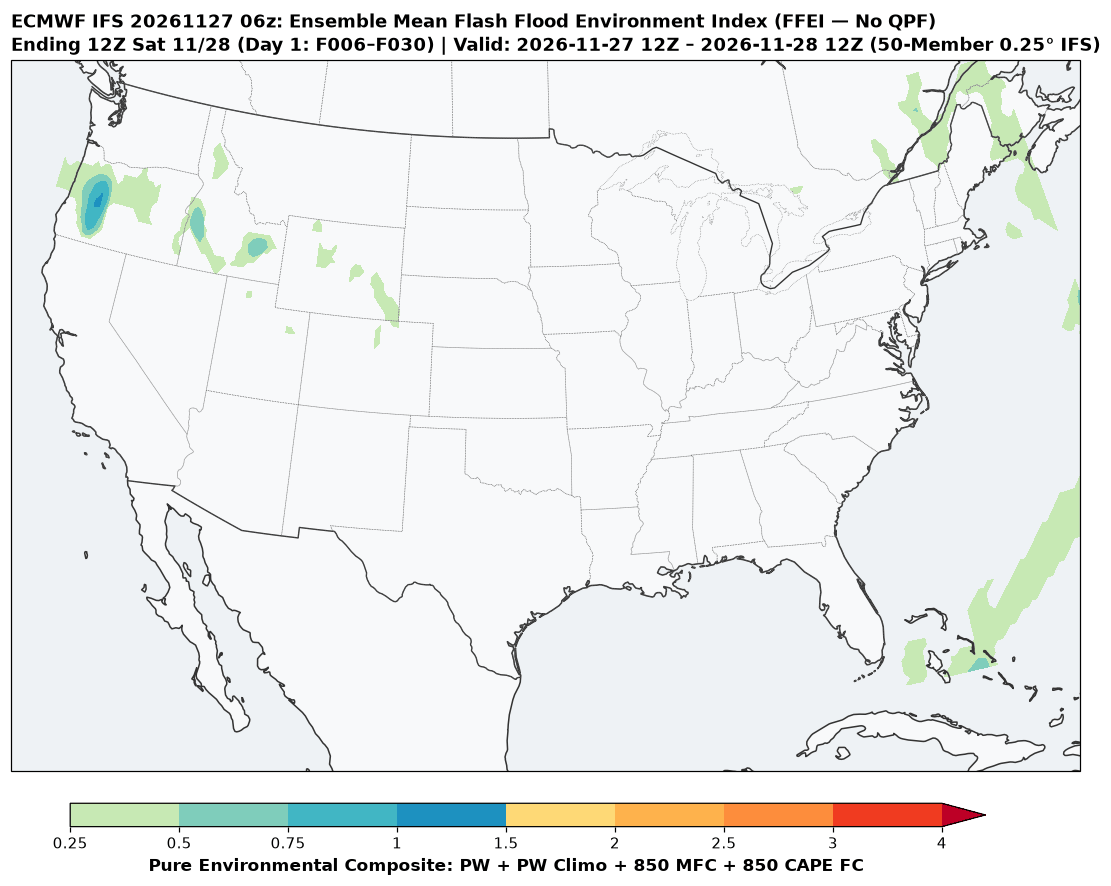 ECMWF IFS 20261127 06z: Ensemble Mean Flash Flood Environment Index (FFEI — No QPF)
Ending 12Z Sat 11/28 (Day 1: F006–F030) | Valid: 2026-11-27 12Z – 2026-11-28 12Z (50-Member 0.25° IFS)
0.25 0.5 0.75 1 1.5 2 2.5 3 4
Pure Environmental Composite: PW + PW Climo + 850 MFC + 850 CAPE FC